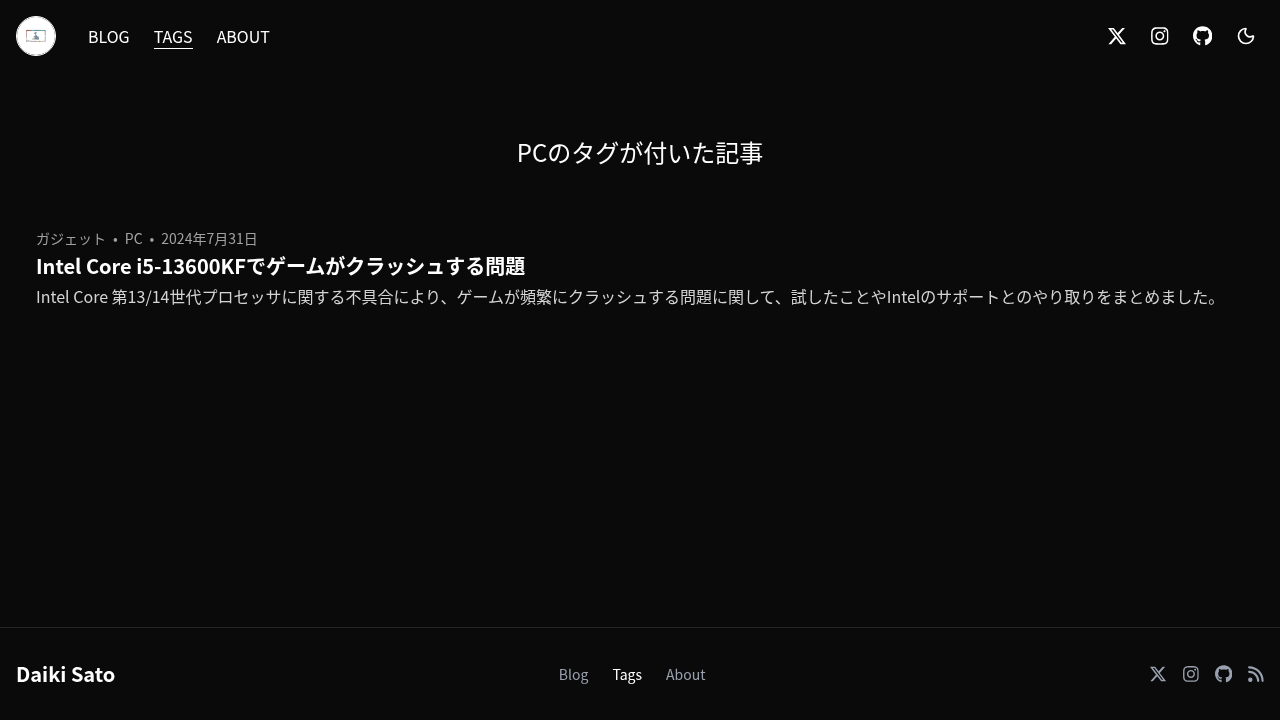 BLOG TAGS ABOUT
PCのタグが付いた記事
ガジェット • PC • 2024年7月31日
Intel Core i5-13600KFでゲームがクラッシュする問題
Intel Core 第13/14世代プロセッサに関する不具合により、ゲームが頻繁にクラッシュする問題に関して、試したことやIntelのサポートとのやり取りをまとめました。
Daiki Sato
Blog Tags About